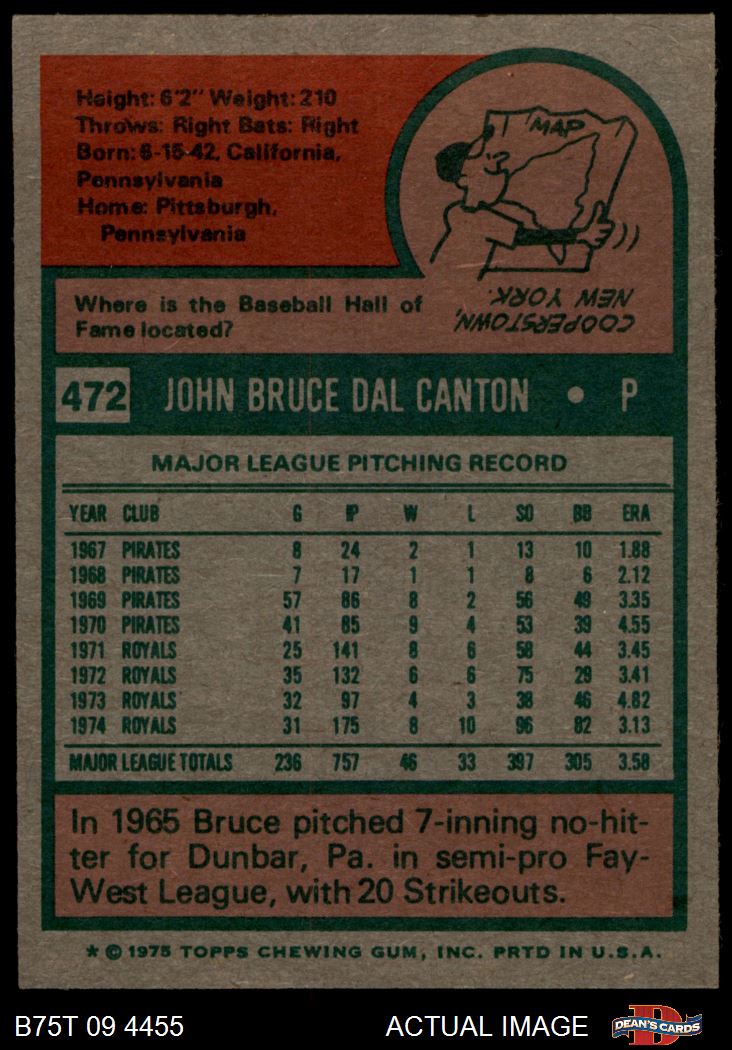 Height: 6'2" Weight: 210
Throws: Right Bats: Right
Born: 6-15-42, California,
Pennsylvania
Home: Pittsburgh,
Pennsylvania
MAP
Where is the Baseball Hall of
Fame located?
COOPERSTOWN,
NEW YORK.
472 JOHN BRUCE DAL CANTON • P
MAJOR LEAGUE PITCHING RECORD
YEAR CLUB G IP W L SO BB ERA
1967 PIRATES 8 24 2 1 13 10 1.88
1968 PIRATES 7 17 1 1 8 6 2.12
1969 PIRATES 57 86 8 2 56 49 3.35
1970 PIRATES 41 85 9 4 53 39 4.55
1971 ROYALS 25 141 8 6 58 44 3.45
1972 ROYALS 35 132 6 6 75 29 3.41
1973 ROYALS 32 97 4 3 38 46 4.82
1974 ROYALS 31 175 8 10 96 82 3.13
MAJOR LEAGUE TOTALS 236 757 46 33 397 305 3.58
In 1965 Bruce pitched 7-inning no-hit-
ter for Dunbar, Pa. in semi-pro Fay-
West League, with 20 Strikeouts.
* © 1975 TOPPS CHEWING GUM, INC. PRTD IN U.S.A.
B75T 09 4455 ACTUAL IMAGE D DEAN'S CARDS